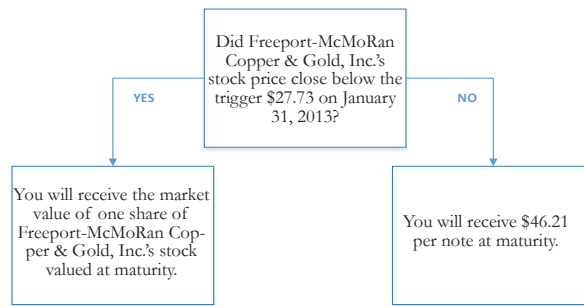 Did Freeport-McMoRan
Copper & Gold, Inc.'s
stock price close below the
trigger $27.73 on January
31, 2013?
YES
NO
You will receive the market
value of one share of
Freeport-McMoRan Cop-
per & Gold, Inc.'s stock
valued at maturity.
You will receive $46.21
per note at maturity.